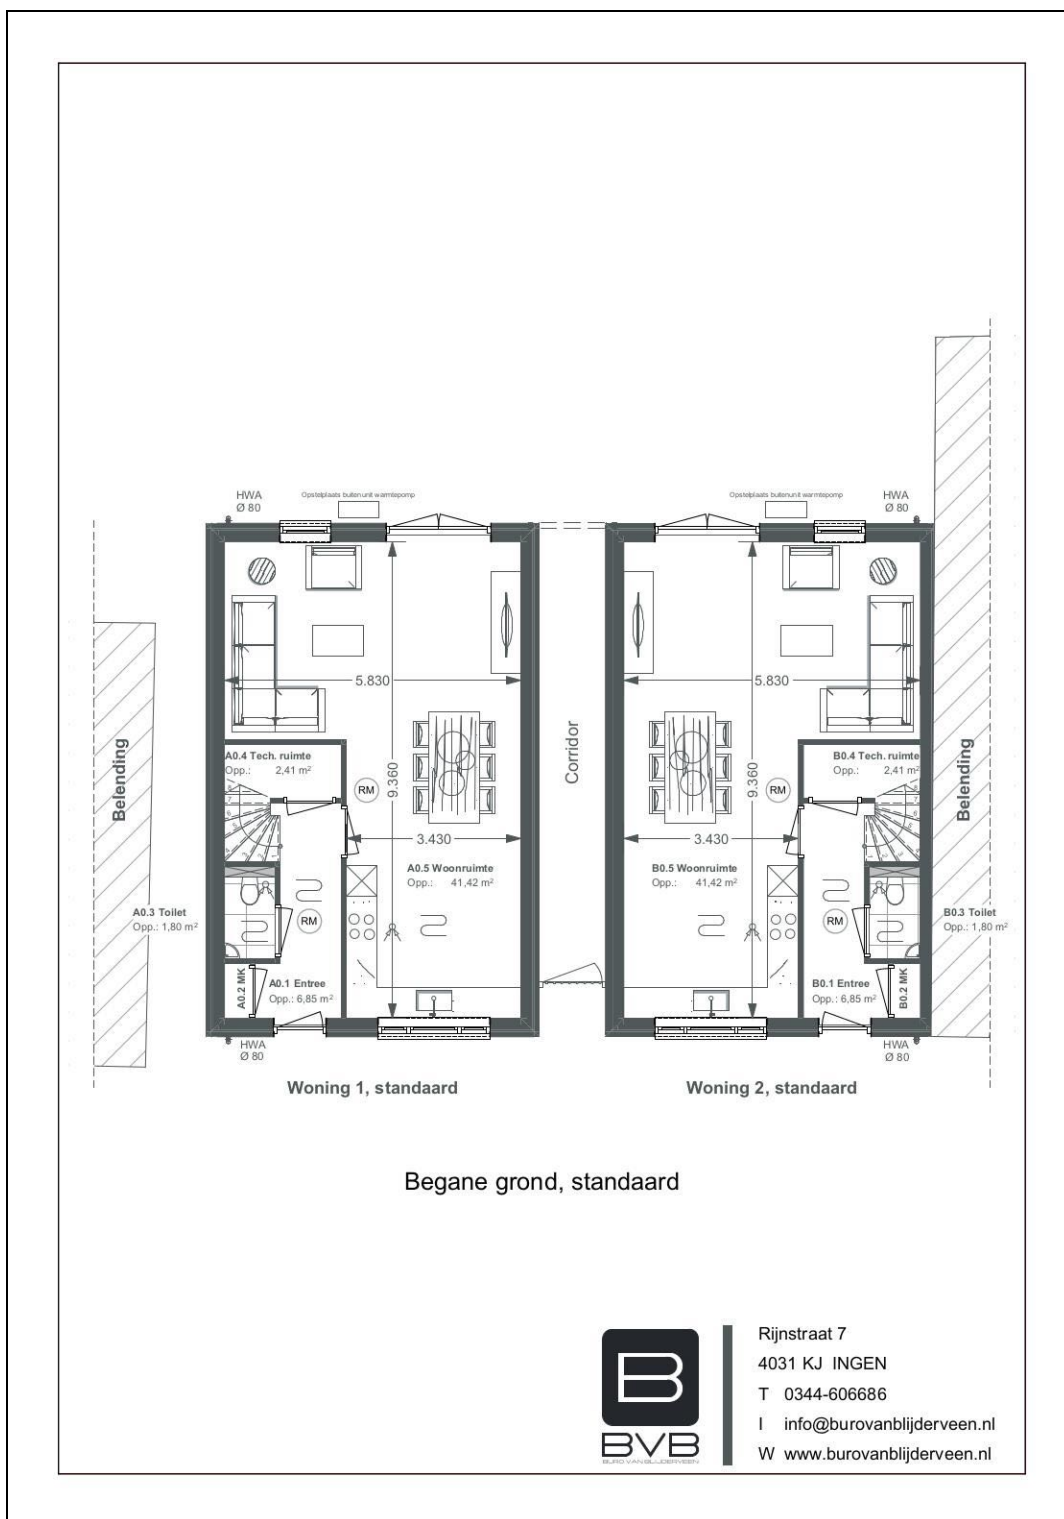 HWA
Ø 80
Opstelplaats buitenunit warmtepomp
Opstelplaats buitenunit warmtepomp
HWA
Ø 80
5.830
5.830
Belending
Corridor
Belending
A0.4 Tech. ruimte
Opp.: 2,41 m²
RM
9.360
9.360
RM
B0.4 Tech. ruimte
Opp.: 2,41 m²
3.430
3.430
A0.5 Woonruimte
Opp.: 41,42 m²
B0.5 Woonruimte
Opp.: 41,42 m²
A0.3 Toilet
Opp.: 1,80 m²
RM
RM
B0.3 Toilet
Opp.: 1,80 m²
A0.2 MK
A0.1 Entree
Opp.: 6,85 m²
B0.1 Entree
Opp.: 6,85 m²
B0.2 MK
HWA
Ø 80
HWA
Ø 80
Woning 1, standaard
Woning 2, standaard
Begane grond, standaard
B
BVB
BURO VAN BLIJDERVEEN
Rijnstraat 7
4031 KJ INGEN
T 0344-606686
I info@burovanblijderveen.nl
W www.burovanblijderveen.nl